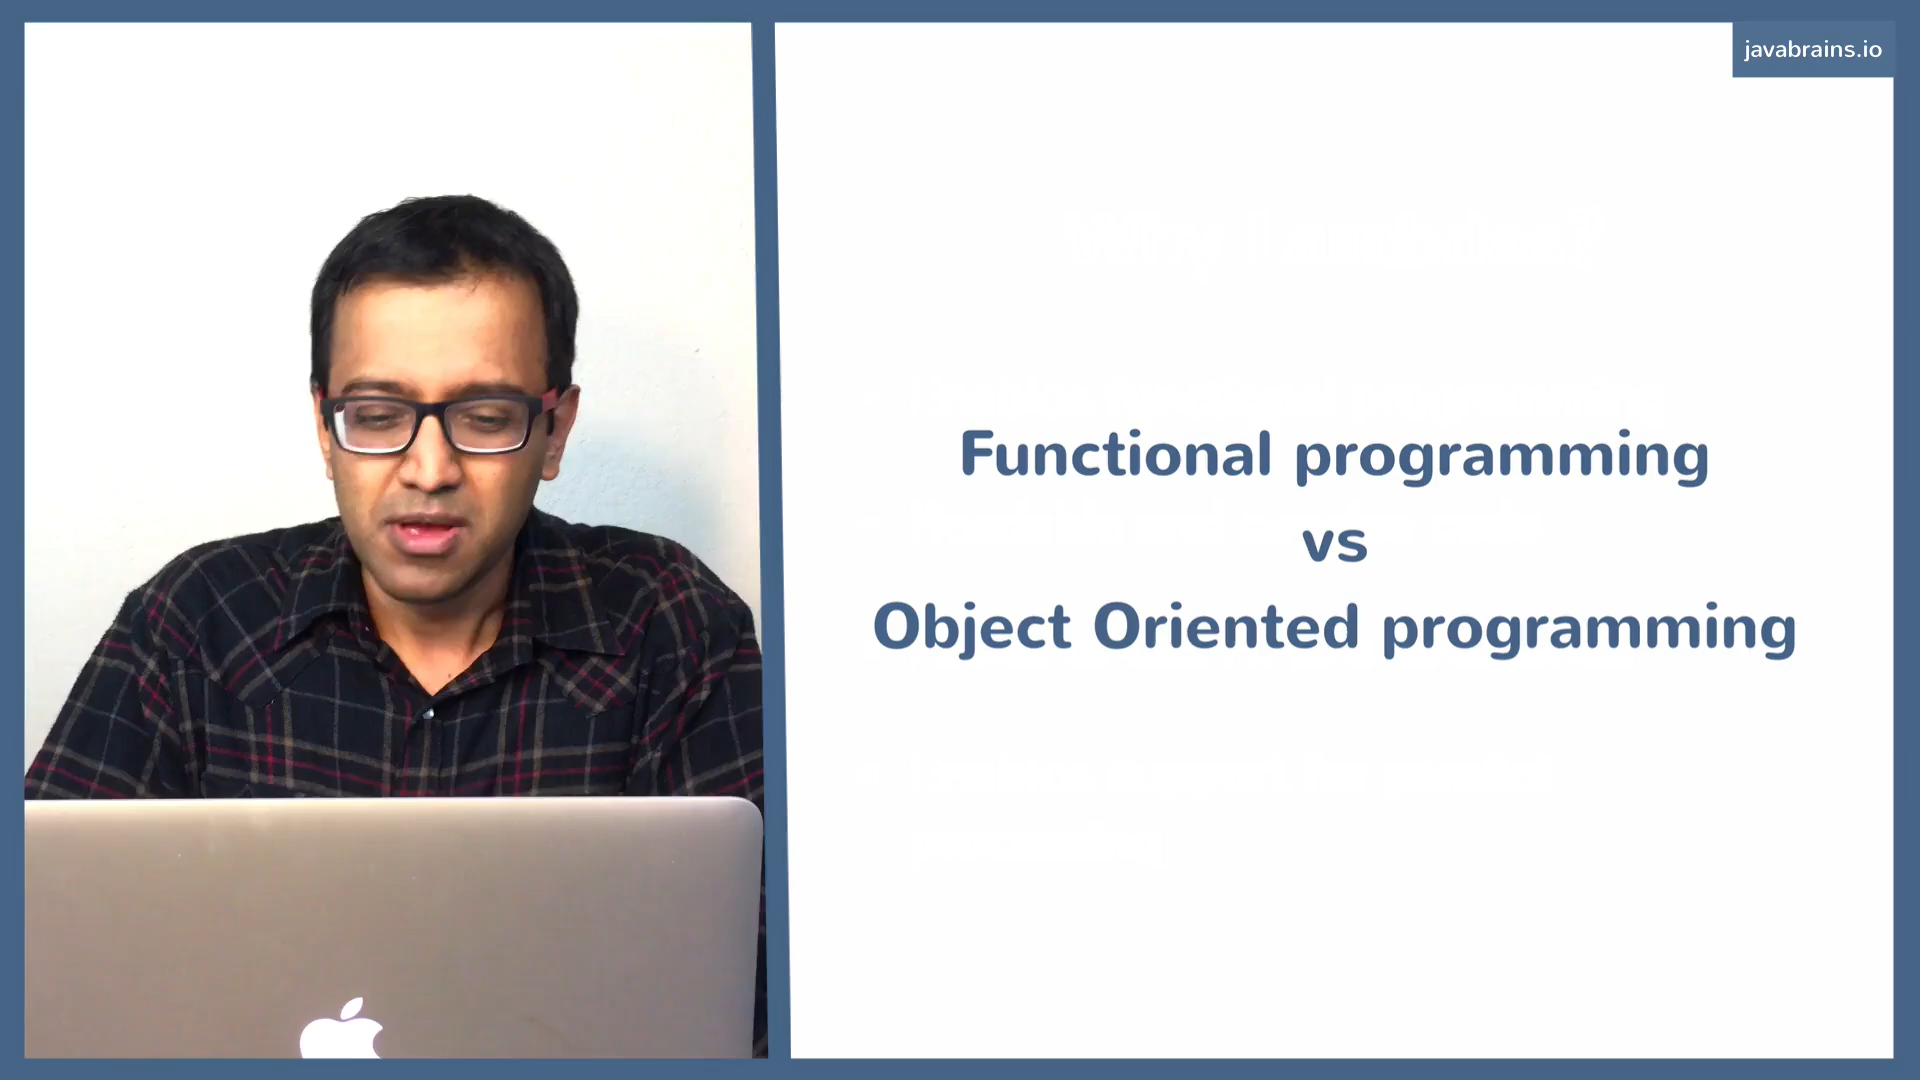 javabrains.io
Functional programming
vs
Object Oriented programming